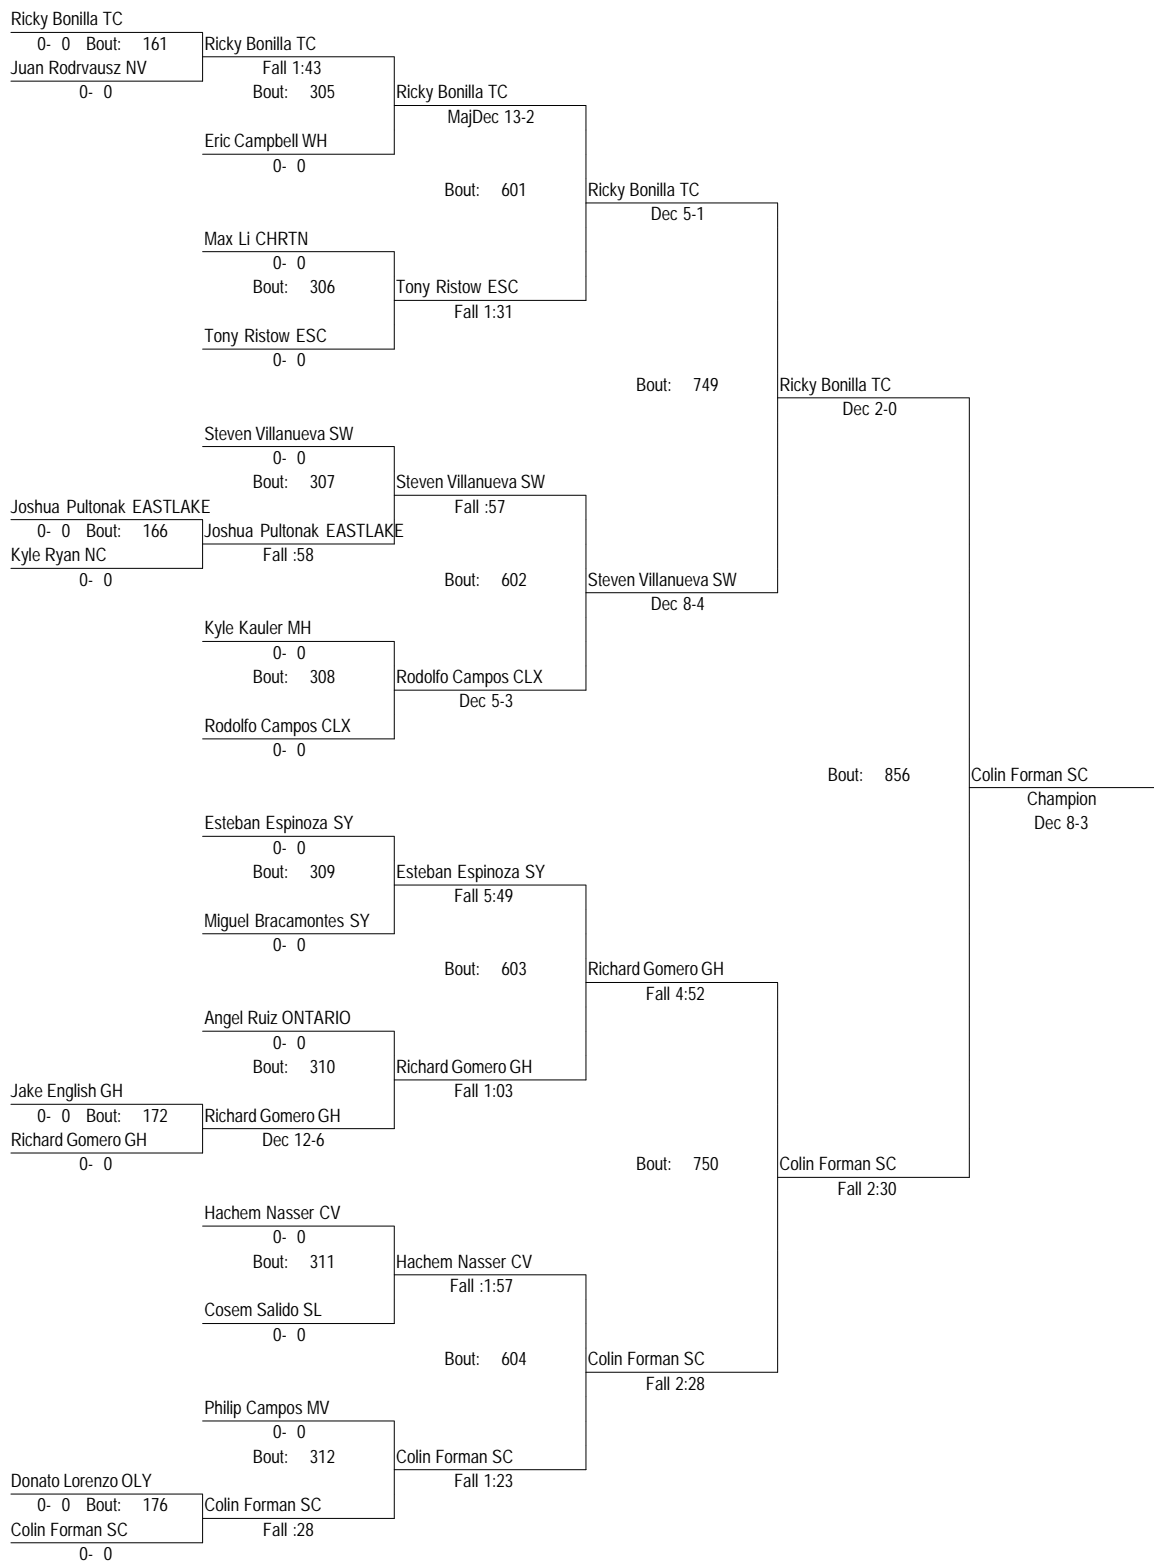 Ricky Bonilla TC
0- 0 Bout: 161 Ricky Bonilla TC
Juan Rodrvausz NV Fall 1:43
0- 0 Bout: 305 Ricky Bonilla TC
MajDec 13-2
Eric Campbell WH
0- 0
Bout: 601 Ricky Bonilla TC
Dec 5-1
Max Li CHRTN
0- 0
Bout: 306 Tony Ristow ESC
Fall 1:31
Tony Ristow ESC
0- 0
Bout: 749 Ricky Bonilla TC
Dec 2-0
Steven Villanueva SW
0- 0
Bout: 307 Steven Villanueva SW
Joshua Pultonak EASTLAKE Fall :57
0- 0 Bout: 166 Joshua Pultonak EASTLAKE
Kyle Ryan NC Fall :58
0- 0 Bout: 602 Steven Villanueva SW
Dec 8-4
Kyle Kauler MH
0- 0
Bout: 308 Rodolfo Campos CLX
Dec 5-3
Rodolfo Campos CLX
0- 0
Bout: 856 Colin Forman SC
Champion
Esteban Espinoza SY Dec 8-3
0- 0
Bout: 309 Esteban Espinoza SY
Fall 5:49
Miguel Bracamontes SY
0- 0
Bout: 603 Richard Gomero GH
Fall 4:52
Angel Ruiz ONTARIO
0- 0
Bout: 310 Richard Gomero GH
Jake English GH Fall 1:03
0- 0 Bout: 172 Richard Gomero GH
Richard Gomero GH Dec 12-6
0- 0 Bout: 750 Colin Forman SC
Fall 2:30
Hachem Nasser CV
0- 0
Bout: 311 Hachem Nasser CV
Fall :1:57
Cosem Salido SL
0- 0
Bout: 604 Colin Forman SC
Fall 2:28
Philip Campos MV
0- 0
Bout: 312 Colin Forman SC
Donato Lorenzo OLY Fall 1:23
0- 0 Bout: 176 Colin Forman SC
Colin Forman SC Fall :28
0- 0